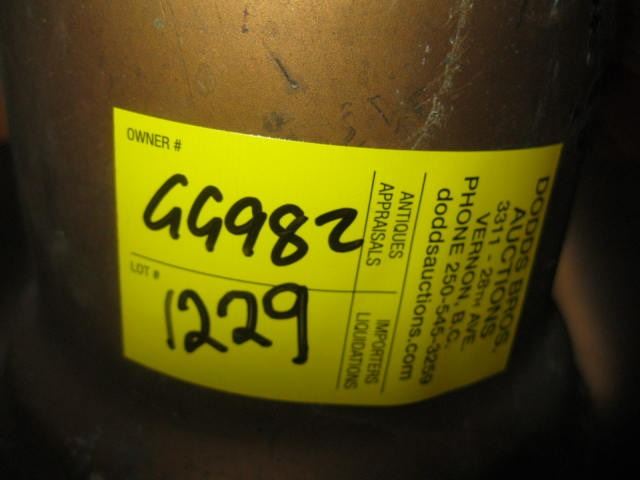 OWNER #
GG982
LOT #
1229
ANTIQUES
APPRAISALS
IMPORTERS
LIQUIDATIONS
DODDS BROS.
AUCTIONS
3311 - 28TH AVE.
VERNON, B.C.
PHONE 250-545-3259
doddsauctions.com